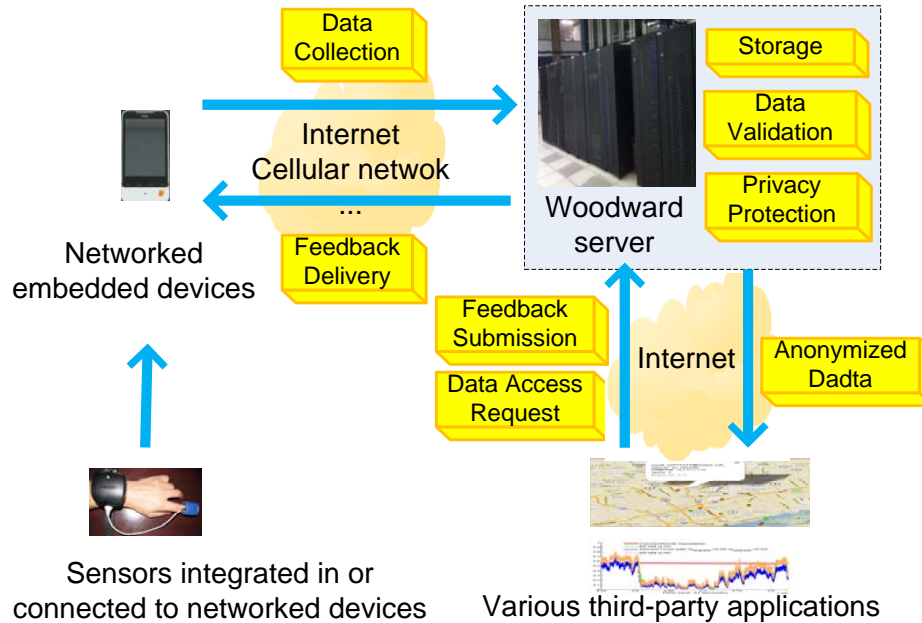 Data
Collection
Internet
Cellular netwok
...
Feedback
Delivery
Networked
embedded devices
Woodward
server
Storage
Data
Validation
Privacy
Protection
Feedback
Submission
Data Access
Request
Internet
Anonymized
Dadta
Sensors integrated in or
connected to networked devices
Various third-party applications